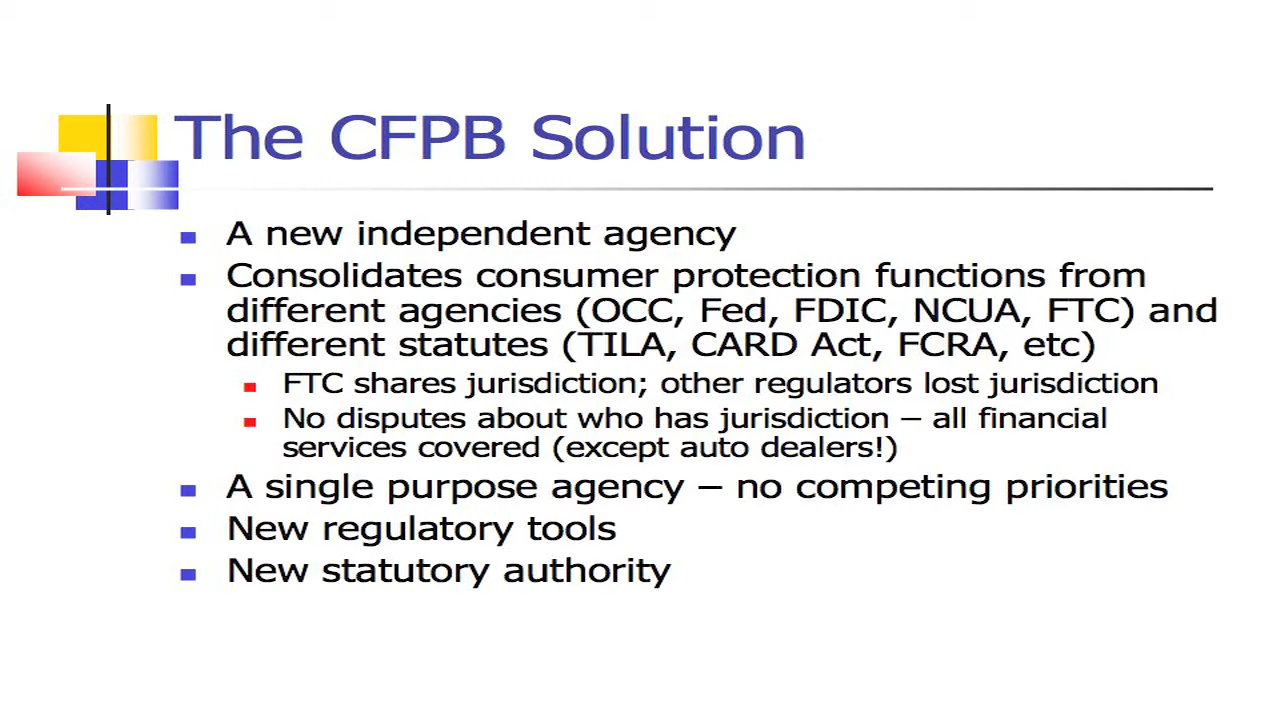 The CFPB Solution
A new independent agency
Consolidates consumer protection functions from
different agencies (OCC, Fed, FDIC, NCUA, FTC) and
different statutes (TILA, CARD Act, FCRA, etc)
FTC shares jurisdiction; other regulators lost jurisdiction
No disputes about who has jurisdiction – all financial
services covered (except auto dealers!)
A single purpose agency – no competing priorities
New regulatory tools
New statutory authority